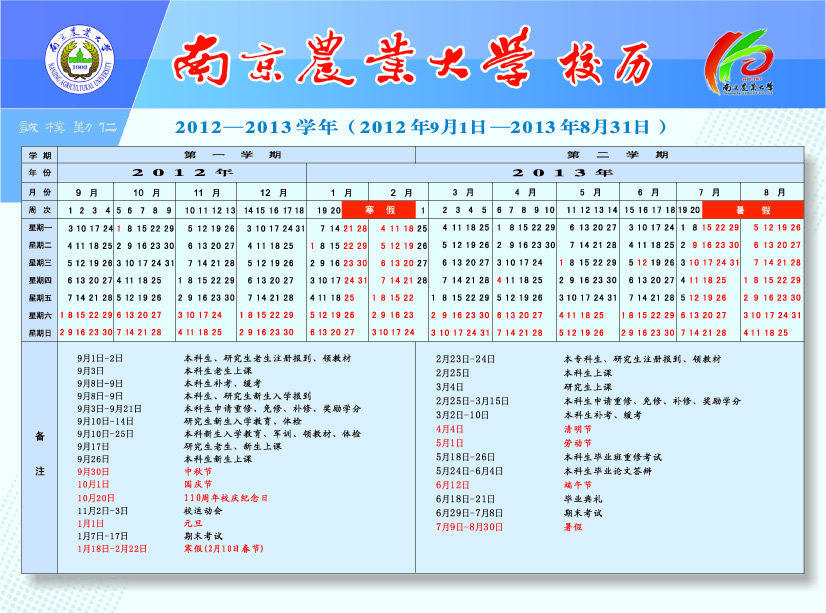 南京農業大学
NANJING AGRICULTURAL UNIVERSITY
1902
南京農業大学 校历
南京農業大学
誠樸勤仁
2012—2013学年（2012年9月1日—2013年8月31日 ）
学 期 第 一 学 期 第 二 学 期
年 份 2012年 2013年
月 份 9 月 10 月 11 月 12 月 1 月 2 月 3 月 4 月 5 月 6 月 7 月 8 月
周 次 1 2 3 4 5 6 7 8 9 10 11 12 13 14 15 16 17 18 19 20 寒 假 1 2 3 4 5 6 7 8 9 10 11 12 13 14 15 16 17 18 19 20 暑 假
星期一 3 10 17 24 1 8 15 22 29 5 12 19 26 3 10 17 24 31 7 14 21 28 4 11 18 25 4 11 18 25 1 8 15 22 29 6 13 20 27 3 10 17 24 1 8 15 22 29 5 12 19 26
星期二 4 11 18 25 2 9 16 23 30 6 13 20 27 4 11 18 25 1 8 15 22 29 5 12 19 26 5 12 19 26 2 9 16 23 30 7 14 21 28 4 11 18 25 2 9 16 23 30 6 13 20 27
星期三 5 12 19 26 3 10 17 24 31 7 14 21 28 5 12 19 26 2 9 16 23 30 6 13 20 27 6 13 20 27 3 10 17 24 1 8 15 22 29 5 12 19 26 3 10 17 24 31 7 14 21 28
星期四 6 13 20 27 4 11 18 25 1 8 15 22 29 6 13 20 27 3 10 17 24 31 7 14 21 28 7 14 21 28 4 11 18 25 2 9 16 23 30 6 13 20 27 4 11 18 25 1 8 15 22 29
星期五 7 14 21 28 5 12 19 26 2 9 16 23 30 7 14 21 28 4 11 18 25 1 8 15 22 1 8 15 22 29 5 12 19 26 3 10 17 24 31 7 14 21 28 5 12 19 26 2 9 16 23 30
星期六 1 8 15 22 29 6 13 20 27 3 10 17 24 1 8 15 22 29 5 12 19 26 2 9 16 23 2 9 16 23 30 6 13 20 27 4 11 18 25 1 8 15 22 29 6 13 20 27 3 10 17 24 31
星期日 2 9 16 23 30 7 14 21 28 4 11 18 25 2 9 16 23 30 6 13 20 27 3 10 17 24 3 10 17 24 31 7 14 21 28 5 12 19 26 2 9 16 23 30 7 14 21 28 4 11 18 25
备注
9月1日-2日 本科生、研究生老生注册报到、领教材
9月3日 本科生老生上课
9月8日-9日 本科生补考、缓考
9月8日-9日 本科生、研究生新生入学报到
9月3日-9月21日 本科生申请重修、免修、补修、奖励学分
9月10日-14日 研究生新生入学教育、体检
9月10日-25日 本科新生入学教育、军训、领教材、体检
9月17日 研究生老生、新生上课
9月26日 本科生新生上课
9月30日 中秋节
10月1日 国庆节
10月20日 110周年校庆纪念日
11月2日-3日 校运动会
1月1日 元旦
1月7日-17日 期末考试
1月18日-2月22日 寒假(2月10日春节)
2月23日-24日 本专科生、研究生注册报到、领教材
2月25日 本科生上课
3月4日 研究生上课
2月25日-3月15日 本科生申请重修、免修、补修、奖励学分
3月2日-10日 本科生补考、缓考
4月4日 清明节
5月1日 劳动节
5月18日-26日 本科生毕业班重修考试
5月24日-6月4日 本科生毕业论文答辩
6月12日 端午节
6月18日-21日 毕业典礼
6月29日-7月8日 期末考试
7月9日-8月30日 暑假